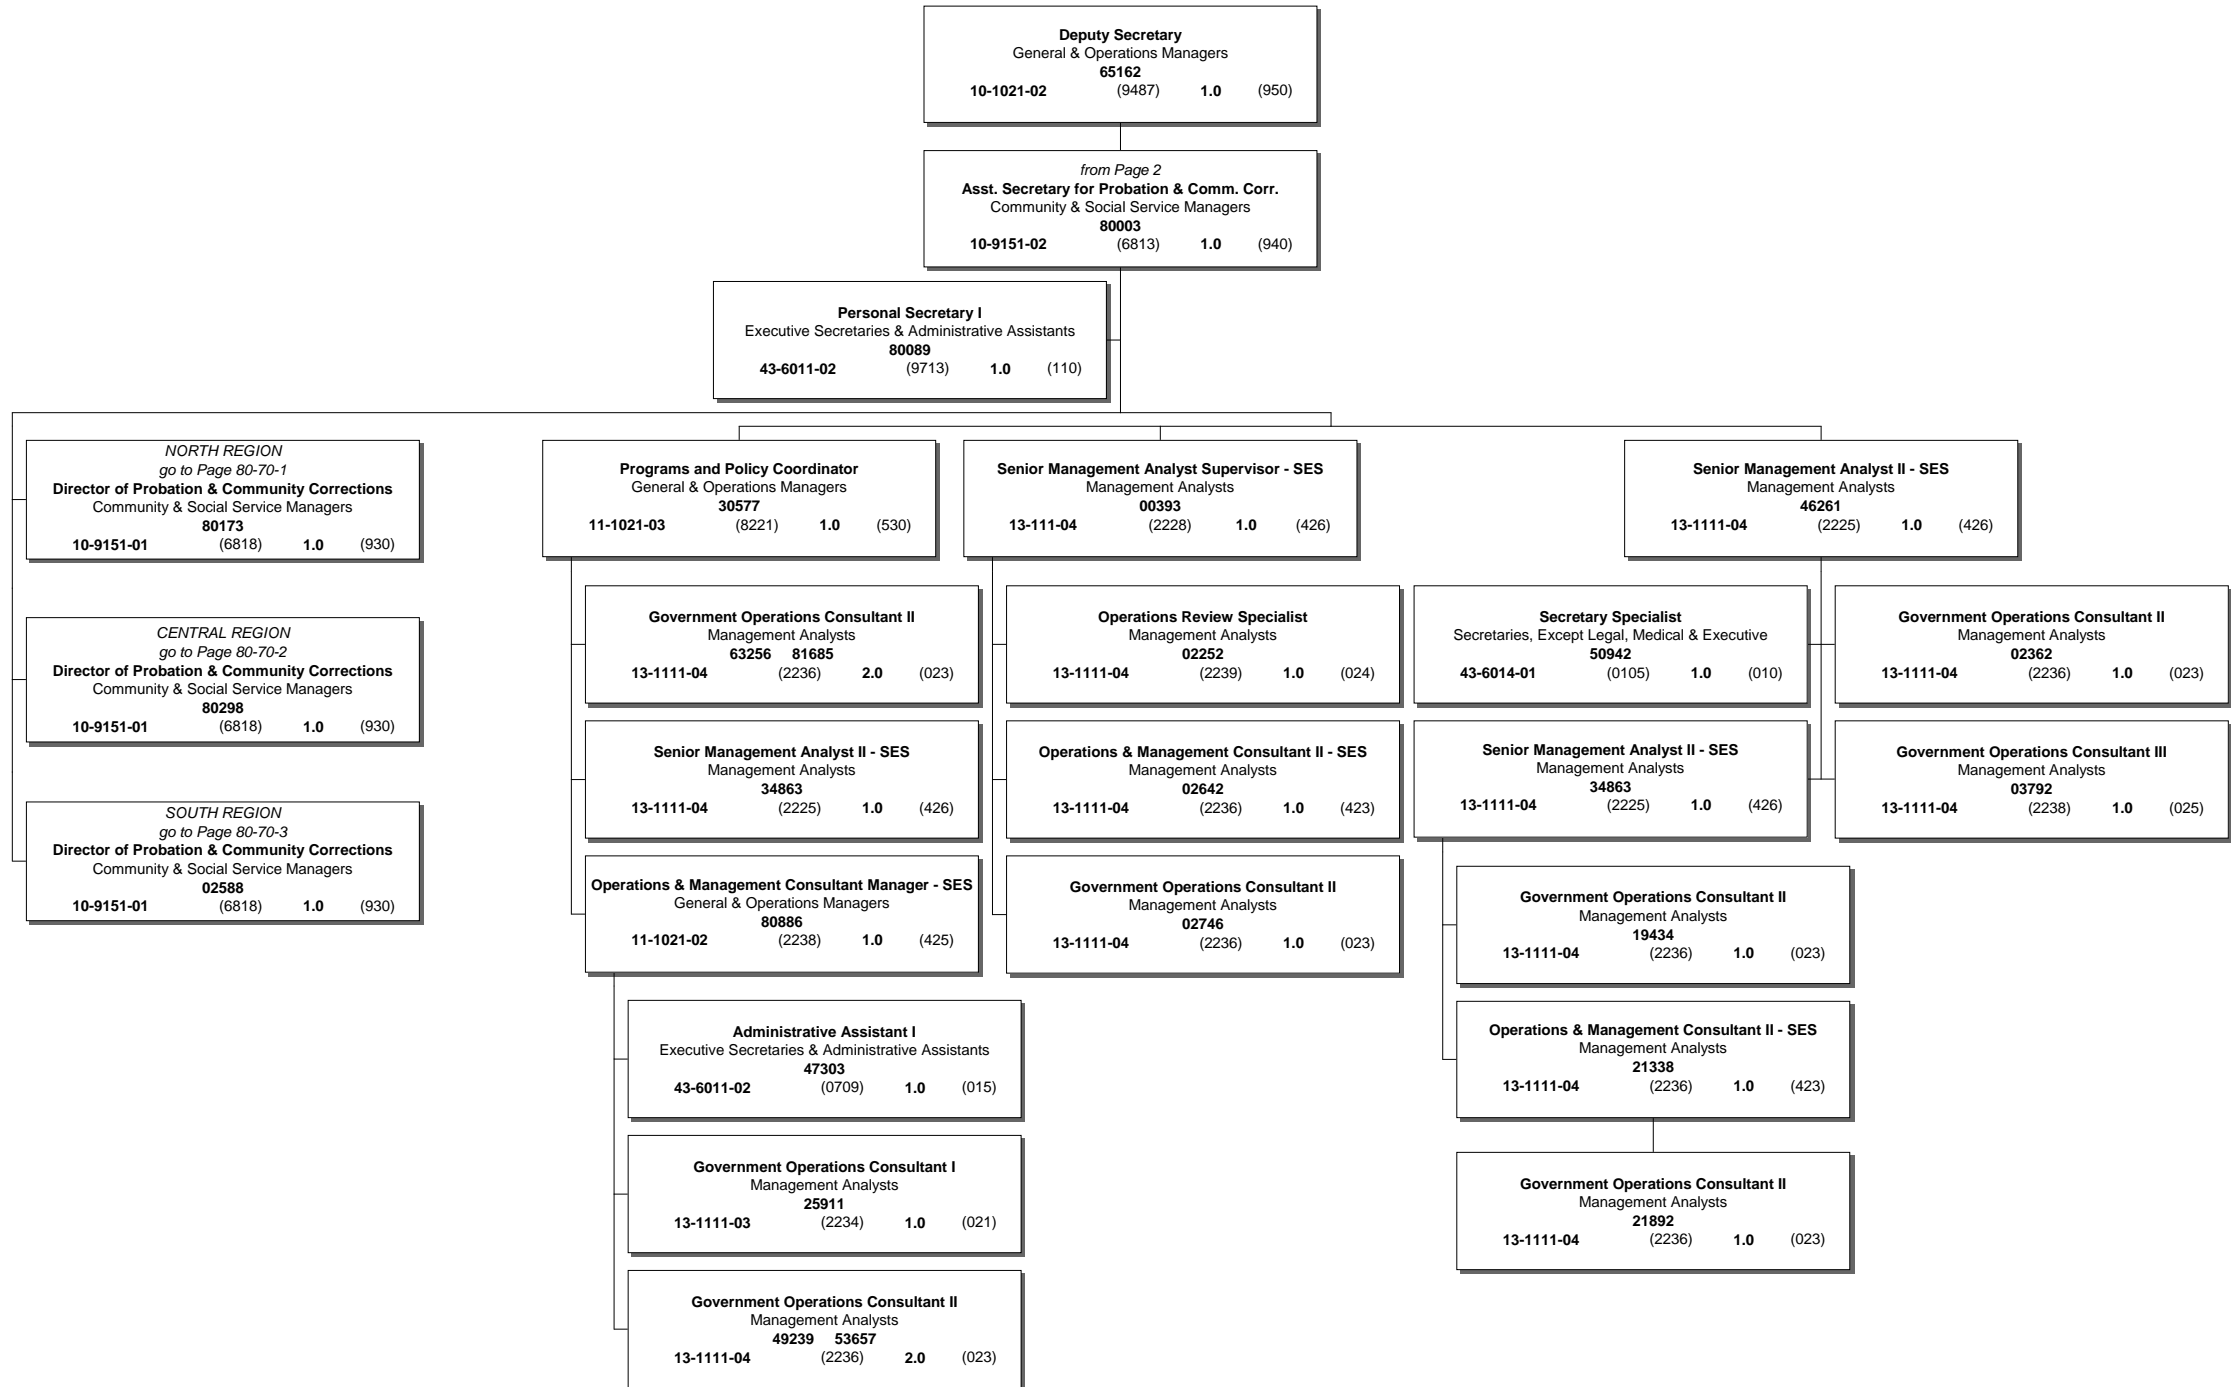 Deputy Secretary
General & Operations Managers
65162
10-1021-02 (9487) 1.0 (950)
from Page 2
Asst. Secretary for Probation & Comm. Corr.
Community & Social Service Managers
80003
10-9151-02 (6813) 1.0 (940)
Personal Secretary I
Executive Secretaries & Administrative Assistants
80089
43-6011-02 (9713) 1.0 (110)
NORTH REGION
go to Page 80-70-1
Director of Probation & Community Corrections
Community & Social Service Managers
80173
10-9151-01 (6818) 1.0 (930)
CENTRAL REGION
go to Page 80-70-2
Director of Probation & Community Corrections
Community & Social Service Managers
80298
10-9151-01 (6818) 1.0 (930)
SOUTH REGION
go to Page 80-70-3
Director of Probation & Community Corrections
Community & Social Service Managers
02588
10-9151-01 (6818) 1.0 (930)
Programs and Policy Coordinator
General & Operations Managers
30577
11-1021-03 (8221) 1.0 (530)
Government Operations Consultant II
Management Analysts
63256 81685
13-1111-04 (2236) 2.0 (023)
Senior Management Analyst II - SES
Management Analysts
34863
13-1111-04 (2225) 1.0 (426)
Operations & Management Consultant Manager - SES
General & Operations Managers
80886
11-1021-02 (2238) 1.0 (425)
Administrative Assistant I
Executive Secretaries & Administrative Assistants
47303
43-6011-02 (0709) 1.0 (015)
Government Operations Consultant I
Management Analysts
25911
13-1111-03 (2234) 1.0 (021)
Government Operations Consultant II
Management Analysts
49239 53657
13-1111-04 (2236) 2.0 (023)
Senior Management Analyst Supervisor - SES
Management Analysts
00393
13-111-04 (2228) 1.0 (426)
Operations Review Specialist
Management Analysts
02252
13-1111-04 (2239) 1.0 (024)
Operations & Management Consultant II - SES
Management Analysts
02642
13-1111-04 (2236) 1.0 (423)
Government Operations Consultant II
Management Analysts
02746
13-1111-04 (2236) 1.0 (023)
Senior Management Analyst II - SES
Management Analysts
46261
13-1111-04 (2225) 1.0 (426)
Secretary Specialist
Secretaries, Except Legal, Medical & Executive
50942
43-6014-01 (0105) 1.0 (010)
Government Operations Consultant II
Management Analysts
02362
13-1111-04 (2236) 1.0 (023)
Senior Management Analyst II - SES
Management Analysts
34863
13-1111-04 (2225) 1.0 (426)
Government Operations Consultant III
Management Analysts
03792
13-1111-04 (2238) 1.0 (025)
Government Operations Consultant II
Management Analysts
19434
13-1111-04 (2236) 1.0 (023)
Operations & Management Consultant II - SES
Management Analysts
21338
13-1111-04 (2236) 1.0 (423)
Government Operations Consultant II
Management Analysts
21892
13-1111-04 (2236) 1.0 (023)